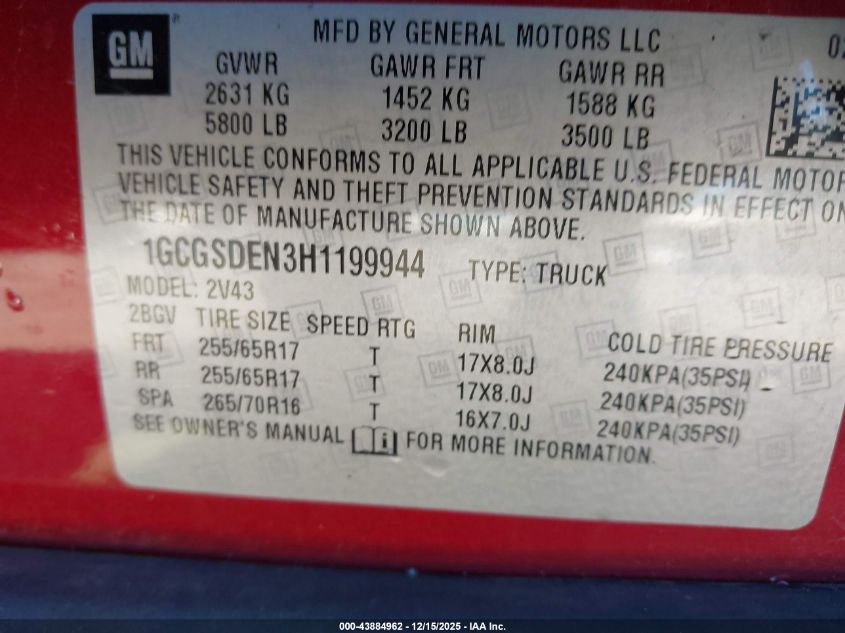 GM
MFD BY GENERAL MOTORS LLC
GVWR GAWR FRT GAWR RR
2631 KG 1452 KG 1588 KG
5800 LB 3200 LB 3500 LB
THIS VEHICLE CONFORMS TO ALL APPLICABLE U.S. FEDERAL MOTOR
VEHICLE SAFETY AND THEFT PREVENTION STANDARDS IN EFFECT ON
THE DATE OF MANUFACTURE SHOWN ABOVE.
1GCGSDEN3H1199944 TYPE: TRUCK
MODEL: 2V43
2BGV TIRE SIZE SPEED RTG RIM COLD TIRE PRESSURE
FRT 255/65R17 T 17X8.0J 240KPA(35PSI)
RR 255/65R17 T 17X8.0J 240KPA(35PSI)
SPA 265/70R16 T 16X7.0J 240KPA(35PSI)
SEE OWNER'S MANUAL FOR MORE INFORMATION.
000-43884962 - 12/15/2025 - IAA Inc.